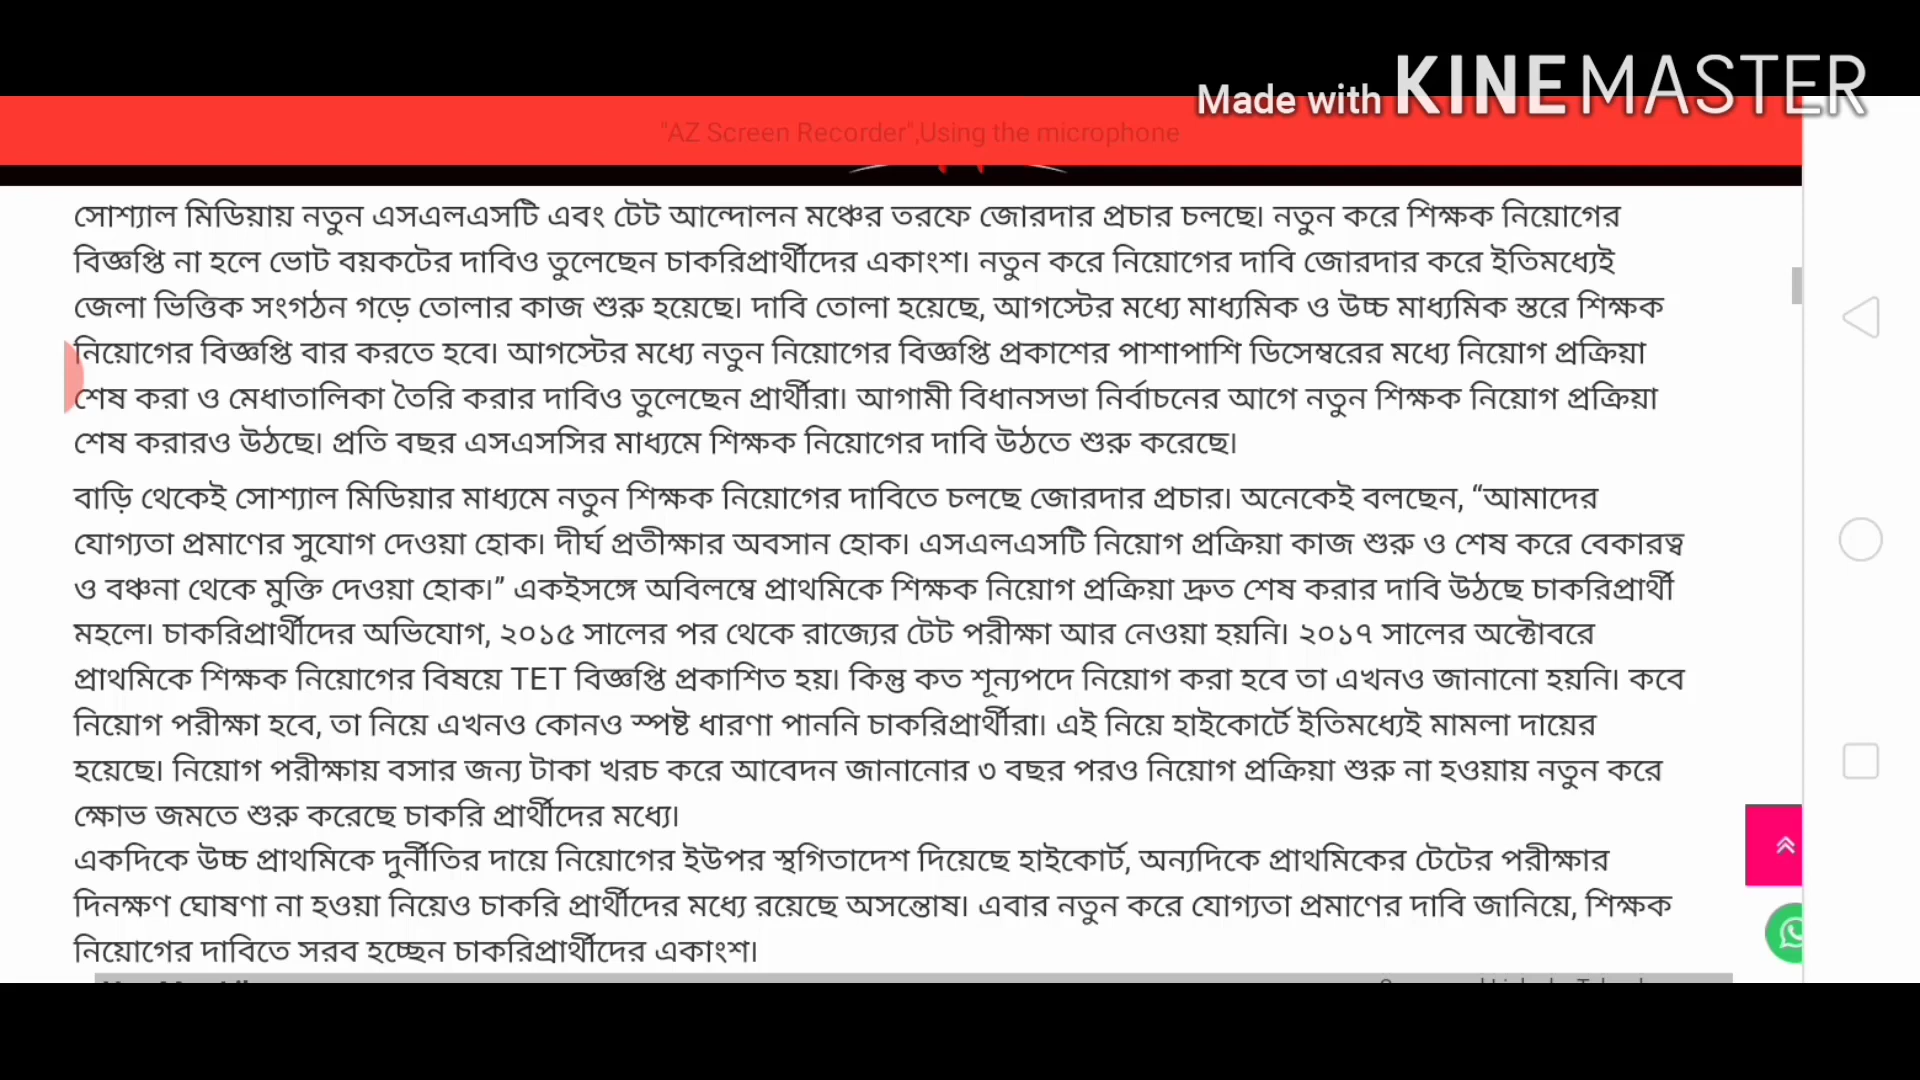 Made with KINEMASTER
"AZ Screen Recorder",Using the microphone
সোশ্যাল মিডিয়ায় নতুন এসএলএসটি এবং টেট আন্দোলন মঞ্চের তরফে জোরদার প্রচার চলছে। নতুন করে শিক্ষক নিয়োগের
বিজ্ঞপ্তি না হলে ভোট বয়কটের দাবিও তুলেছেন চাকরিপ্রার্থীদের একাংশ। নতুন করে নিয়োগের দাবি জোরদার করে ইতিমধ্যেই
জেলা ভিত্তিক সংগঠন গড়ে তোলার কাজ শুরু হয়েছে। দাবি তোলা হয়েছে, আগস্টের মধ্যে মাধ্যমিক ও উচ্চ মাধ্যমিক স্তরে শিক্ষক
নিয়োগের বিজ্ঞপ্তি বার করতে হবে। আগস্টের মধ্যে নতুন নিয়োগের বিজ্ঞপ্তি প্রকাশের পাশাপাশি ডিসেম্বরের মধ্যে নিয়োগ প্রক্রিয়া
শেষ করা ও মেধাতালিকা তৈরি করার দাবিও তুলেছেন প্রার্থীরা। আগামী বিধানসভা নির্বাচনের আগে নতুন শিক্ষক নিয়োগ প্রক্রিয়া
শেষ করারও উঠছে। প্রতি বছর এসএসসির মাধ্যমে শিক্ষক নিয়োগের দাবি উঠতে শুরু করেছে।
বাড়ি থেকেই সোশ্যাল মিডিয়ার মাধ্যমে নতুন শিক্ষক নিয়োগের দাবিতে চলছে জোরদার প্রচার। অনেকেই বলছেন, “আমাদের
যোগ্যতা প্রমাণের সুযোগ দেওয়া হোক। দীর্ঘ প্রতীক্ষার অবসান হোক। এসএলএসটি নিয়োগ প্রক্রিয়া কাজ শুরু ও শেষ করে বেকারত্ব
ও বঞ্চনা থেকে মুক্তি দেওয়া হোক।” একইসঙ্গে অবিলম্বে প্রাথমিকে শিক্ষক নিয়োগ প্রক্রিয়া দ্রুত শেষ করার দাবি উঠছে চাকরিপ্রার্থী
মহলে। চাকরিপ্রার্থীদের অভিযোগ, ২০১৫ সালের পর থেকে রাজ্যের টেট পরীক্ষা আর নেওয়া হয়নি। ২০১৭ সালের অক্টোবরে
প্রাথমিকে শিক্ষক নিয়োগের বিষয়ে TET বিজ্ঞপ্তি প্রকাশিত হয়। কিন্তু কত শূন্যপদে নিয়োগ করা হবে তা এখনও জানানো হয়নি। কবে
নিয়োগ পরীক্ষা হবে, তা নিয়ে এখনও কোনও স্পষ্ট ধারণা পাননি চাকরিপ্রার্থীরা। এই নিয়ে হাইকোর্টে ইতিমধ্যেই মামলা দায়ের
হয়েছে। নিয়োগ পরীক্ষায় বসার জন্য টাকা খরচ করে আবেদন জানানোর ৩ বছর পরও নিয়োগ প্রক্রিয়া শুরু না হওয়ায় নতুন করে
ক্ষোভ জমতে শুরু করেছে চাকরি প্রার্থীদের মধ্যে।
একদিকে উচ্চ প্রাথমিকে দুর্নীতির দায়ে নিয়োগের ইউপর স্থগিতাদেশ দিয়েছে হাইকোর্ট, অন্যদিকে প্রাথমিকের টেটের পরীক্ষার
দিনক্ষণ ঘোষণা না হওয়া নিয়েও চাকরি প্রার্থীদের মধ্যে রয়েছে অসন্তোষ। এবার নতুন করে যোগ্যতা প্রমাণের দাবি জানিয়ে, শিক্ষক
নিয়োগের দাবিতে সরব হচ্ছেন চাকরিপ্রার্থীদের একাংশ।